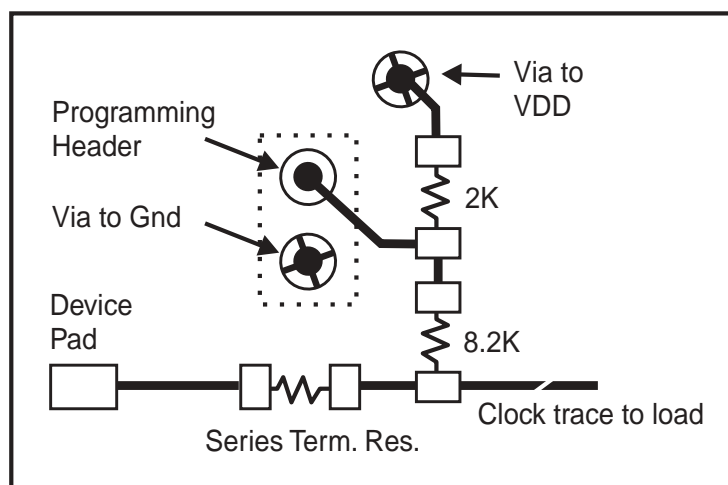 Via to
VDD
Programming
Header
2K
Via to Gnd
Device
Pad
8.2K
Clock trace to load
Series Term. Res.